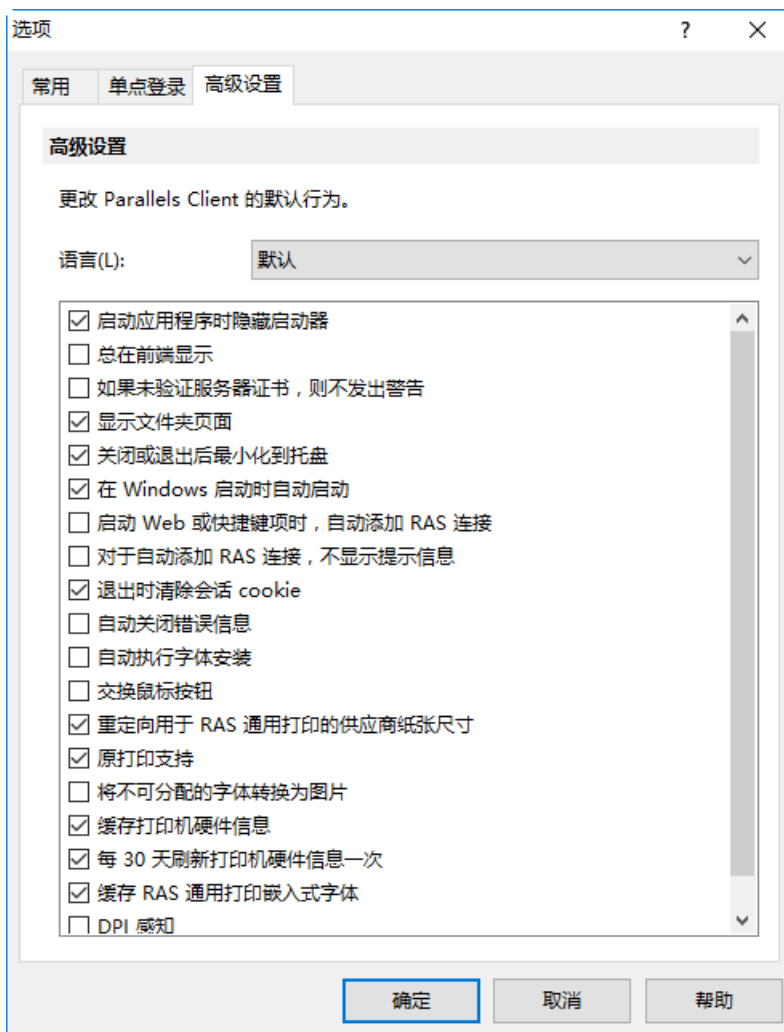 选项
常用 单点登录 高级设置
高级设置
更改 Parallels Client 的默认行为。
语言(L): 默认
启动应用程序时隐藏启动器
总在前端显示
如果未验证服务器证书，则不发出警告
显示文件夹页面
关闭或退出后最小化到托盘
在 Windows 启动时自动启动
启动 Web 或快捷键项时，自动添加 RAS 连接
对于自动添加 RAS 连接，不显示提示信息
退出时清除会话 cookie
自动关闭错误信息
自动执行字体安装
交换鼠标按钮
重定向用于 RAS 通用打印的供应商纸张尺寸
原打印支持
将不可分配的字体转换为图片
缓存打印机硬件信息
每 30 天刷新打印机硬件信息一次
缓存 RAS 通用打印嵌入式字体
DPI 感知
确定 取消 帮助